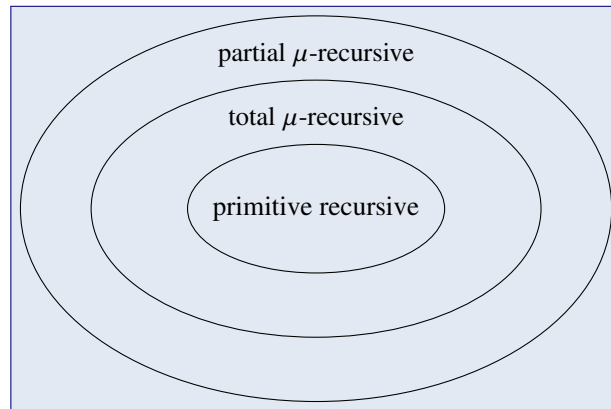 partial μ-recursive
total μ-recursive
primitive recursive